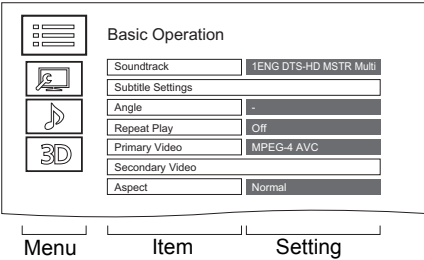 Basic Operation
Soundtrack 1ENG DTS-HD MSTR Multi
Subtitle Settings
Angle -
Repeat Play Off
Primary Video MPEG-4 AVC
Secondary Video
3D
Aspect Normal
Menu Item Setting